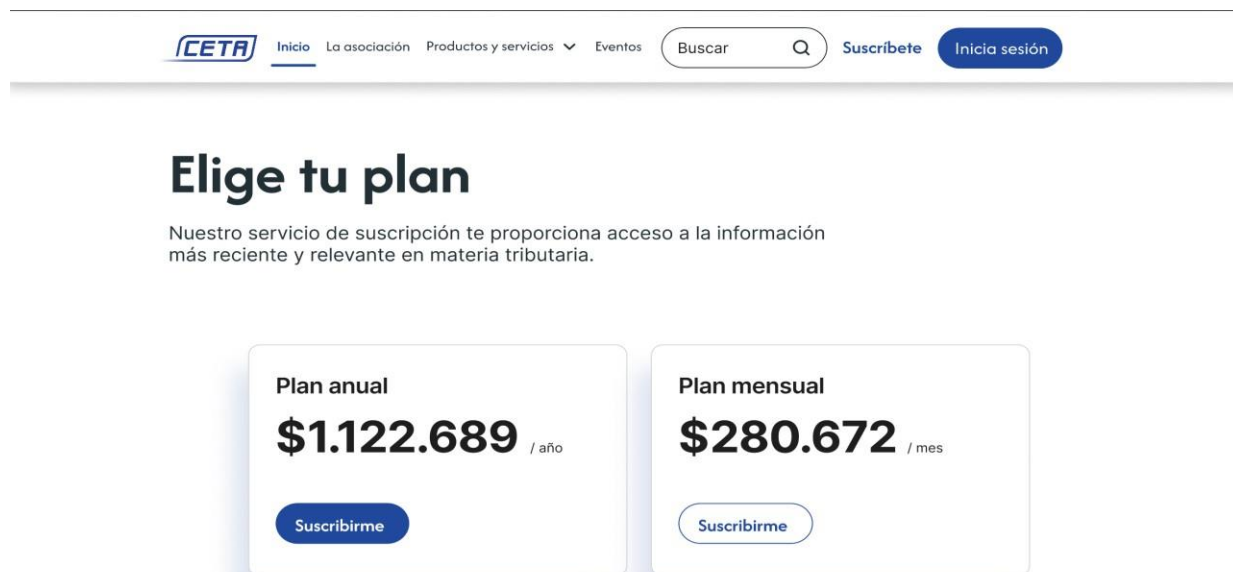 CETA Inicio La asociación Productos y servicios Eventos Buscar Suscríbete Inicia sesión
Elige tu plan
Nuestro servicio de suscripción te proporciona acceso a la información
más reciente y relevante en materia tributaria.
Plan anual
$1.122.689 / año
Suscribirme
Plan mensual
$280.672 / mes
Suscribirme